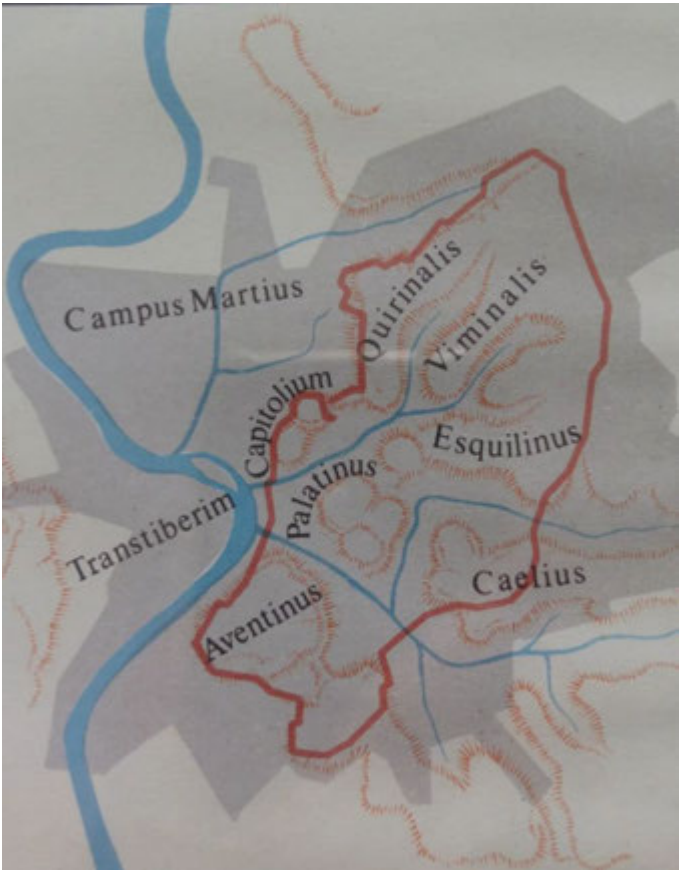 Campus Martius
Quirinalis
Viminalis
Capitolium
Esquilinus
Palatinus
Transtiberim
Caelius
Aventinus